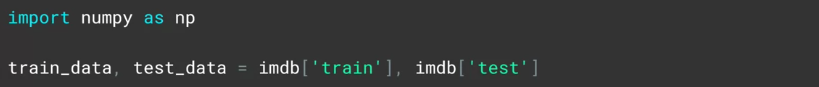 import numpy as np
train_data, test_data = imdb['train'], imdb['test']